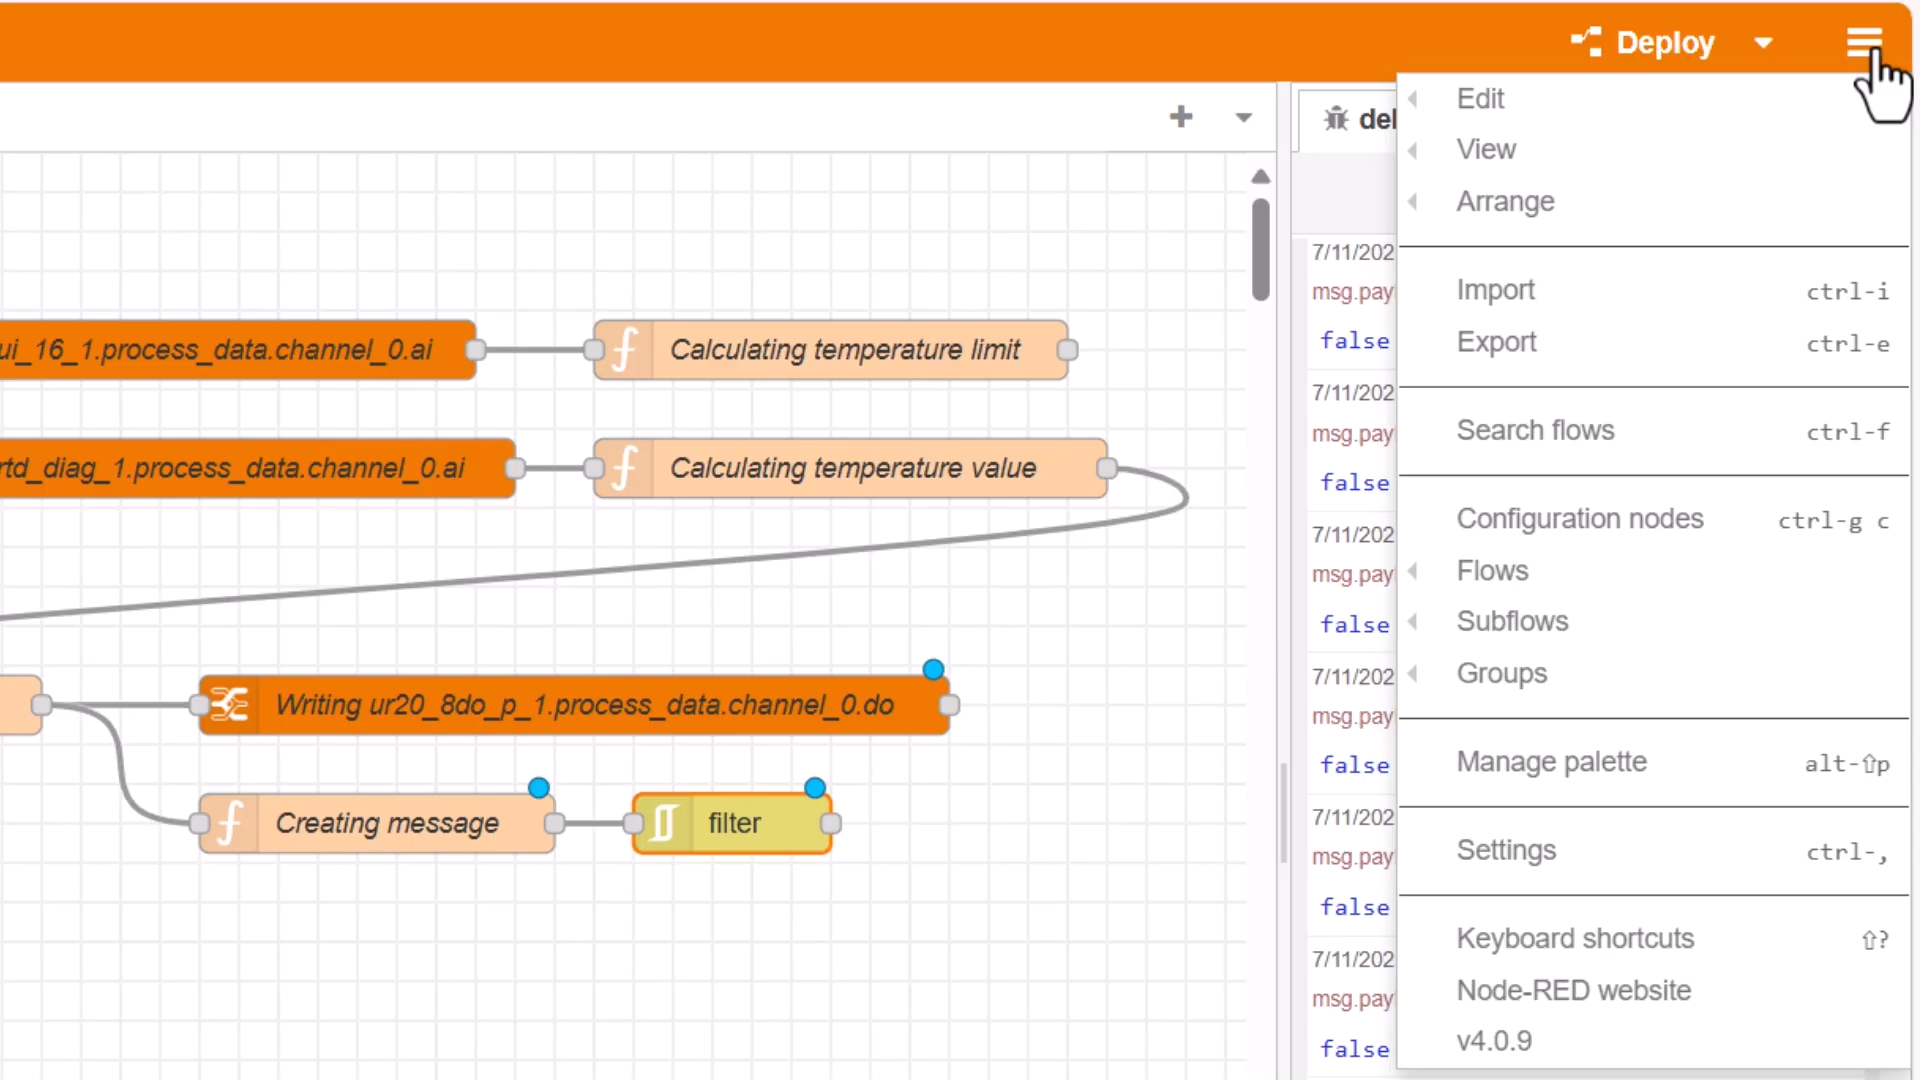 Deploy
del
ui_16_1.process_data.channel_0.ai
Calculating temperature limit
rtd_diag_1.process_data.channel_0.ai
Calculating temperature value
Writing ur20_8do_p_1.process_data.channel_0.do
Creating message
filter
7/11/202
msg.pay
false
7/11/202
msg.pay
false
7/11/202
msg.pay
false
7/11/202
msg.pay
false
7/11/202
msg.pay
false
7/11/202
msg.pay
false
Edit
View
Arrange
Import ctrl-i
Export ctrl-e
Search flows ctrl-f
Configuration nodes ctrl-g c
Flows
Subflows
Groups
Manage palette alt-⇧p
Settings ctrl-,
Keyboard shortcuts ⇧?
Node-RED website
v4.0.9